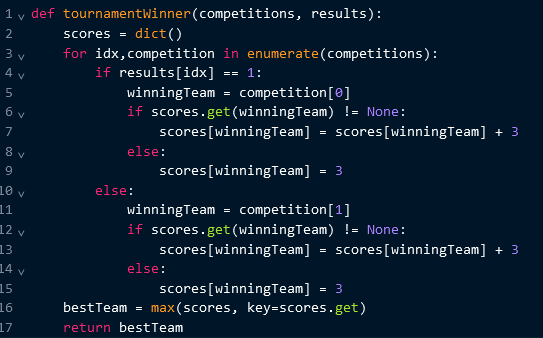 1 def tournamentWinner(competitions, results):
2     scores = dict()
3     for idx,competition in enumerate(competitions):
4         if results[idx] == 1:
5             winningTeam = competition[0]
6             if scores.get(winningTeam) != None:
7                 scores[winningTeam] = scores[winningTeam] + 3
8             else:
9                 scores[winningTeam] = 3
10         else:
11             winningTeam = competition[1]
12             if scores.get(winningTeam) != None:
13                 scores[winningTeam] = scores[winningTeam] + 3
14             else:
15                 scores[winningTeam] = 3
16     bestTeam = max(scores, key=scores.get)
17     return bestTeam